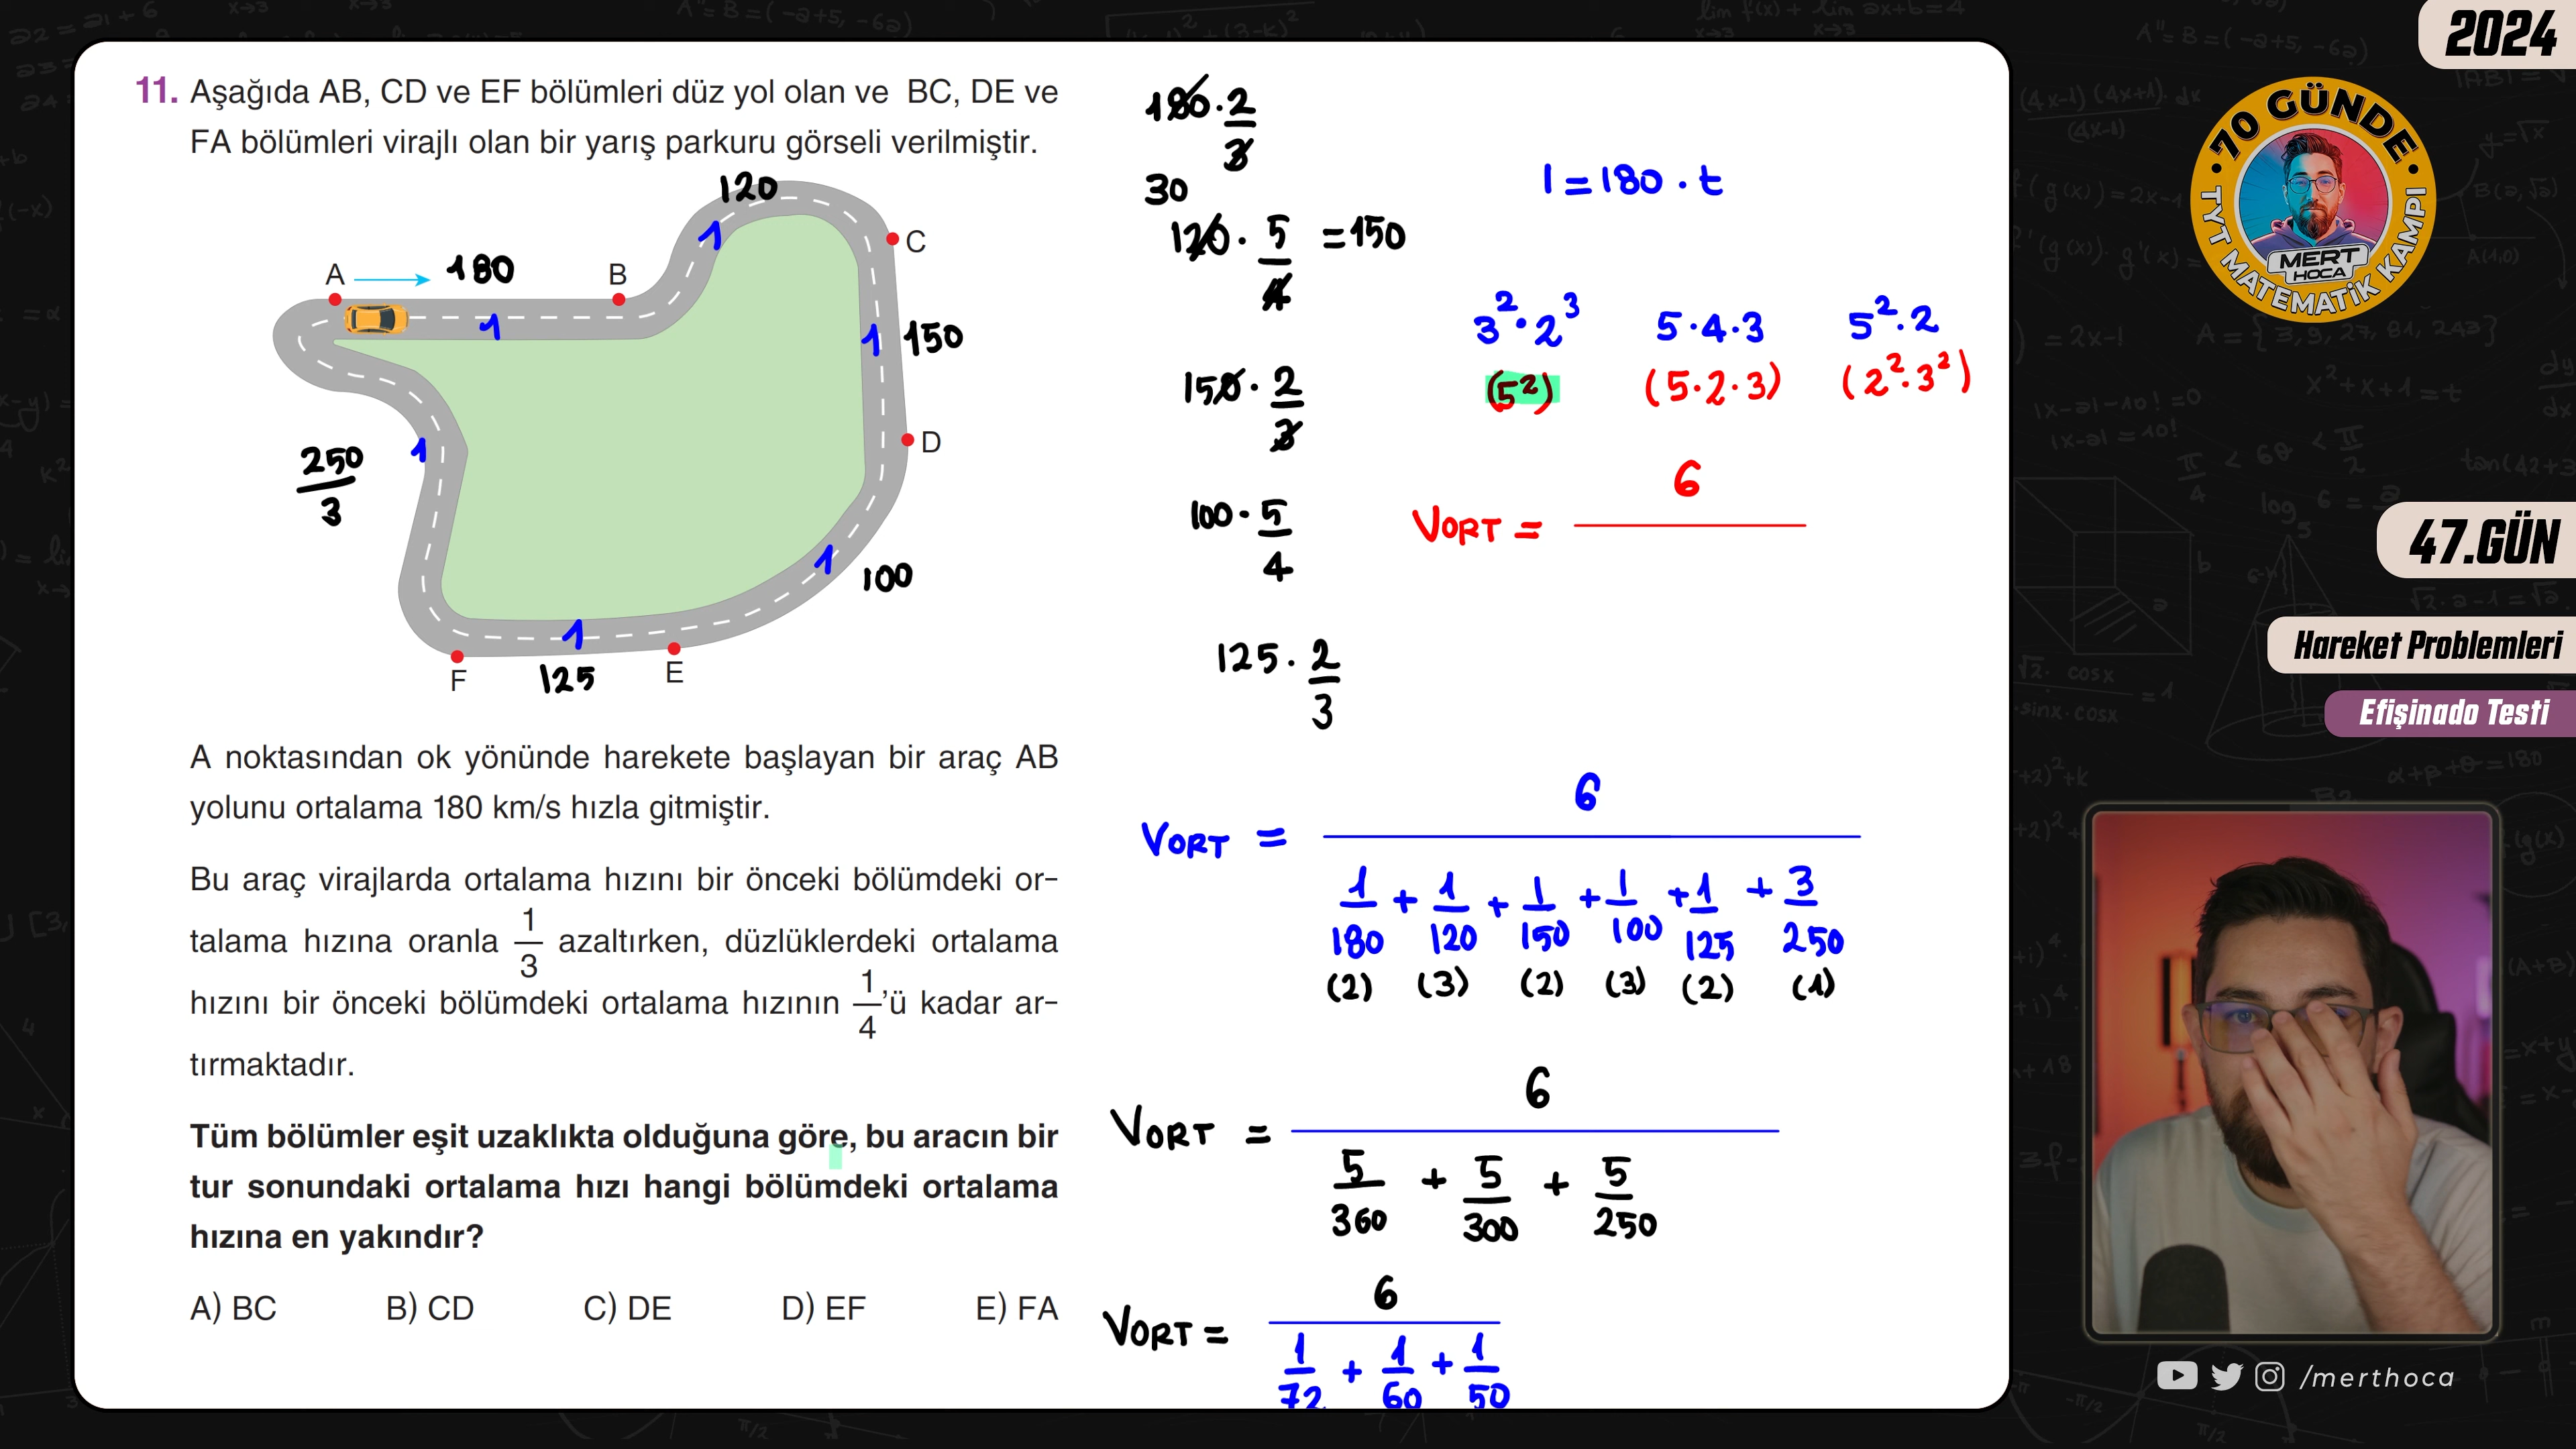 2024
70 GÜNDE
TYT MATEMATİK KAMPI
MERT
HOCA
47.GÜN
Hareket Problemleri
Efişinado Testi
11. Aşağıda AB, CD ve EF bölümleri düz yol olan ve BC, DE ve
FA bölümleri virajlı olan bir yarış parkuru görseli verilmiştir.
120
C
A 180 B
1
1
1 150
D
250/3
1
1
100
1
F 125 E
A noktasından ok yönünde harekete başlayan bir araç AB
yolunu ortalama 180 km/s hızla gitmiştir.
Bu araç virajlarda ortalama hızını bir önceki bölümdeki or-
talama hızına oranla 1/3 azaltırken, düzlüklerdeki ortalama
hızını bir önceki bölümdeki ortalama hızının 1/4'ü kadar ar-
tırmaktadır.
Tüm bölümler eşit uzaklıkta olduğuna göre, bu aracın bir
tur sonundaki ortalama hızı hangi bölümdeki ortalama
hızına en yakındır?
A) BC B) CD C) DE D) EF E) FA
180 · 2/3
30
120 · 5/4 = 150
150 · 2/3
100 · 5/4
125 · 2/3
1 = 180 · t
3² · 2³ 5 · 4 · 3 5² · 2
(5²) (5 · 2 · 3) (2² · 3²)
6
VORT =
6
VORT =
1/180 + 1/120 + 1/150 + 1/100 + 1/125 + 3/250
(2) (3) (2) (3) (2) (1)
6
VORT =
5/360 + 5/300 + 5/250
6
VORT =
1/72 + 1/60 + 1/50
/merthoca